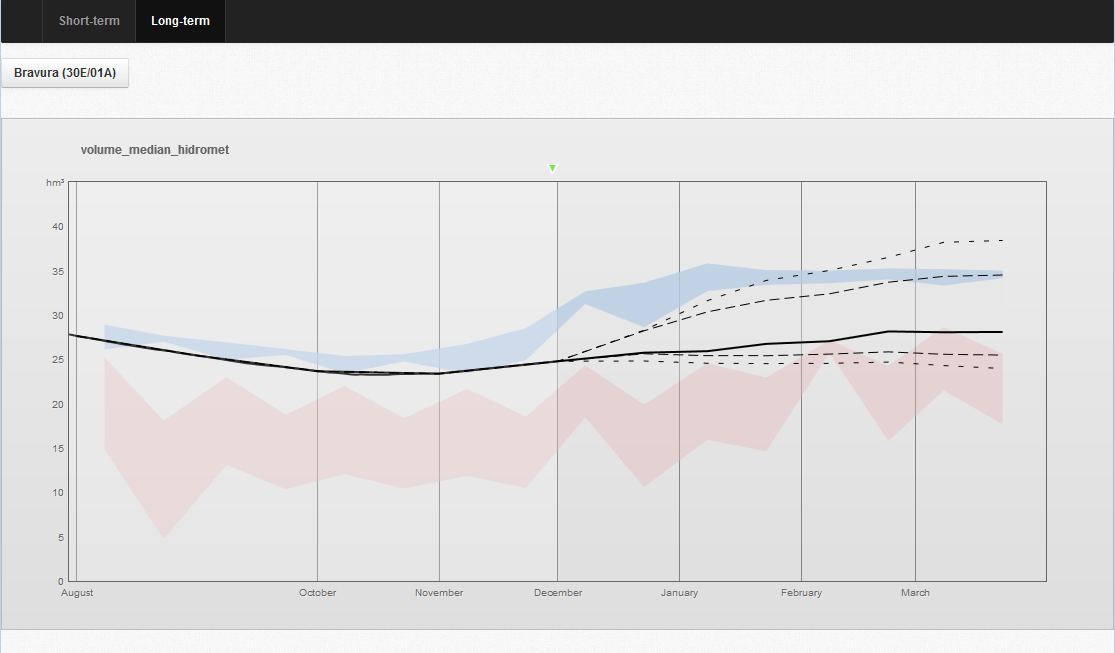 Short-term Long-term
Bravura (30E/01A)
volume_median_hidromet
hm³
40
35
30
25
20
15
10
5
0
August October November December January February March